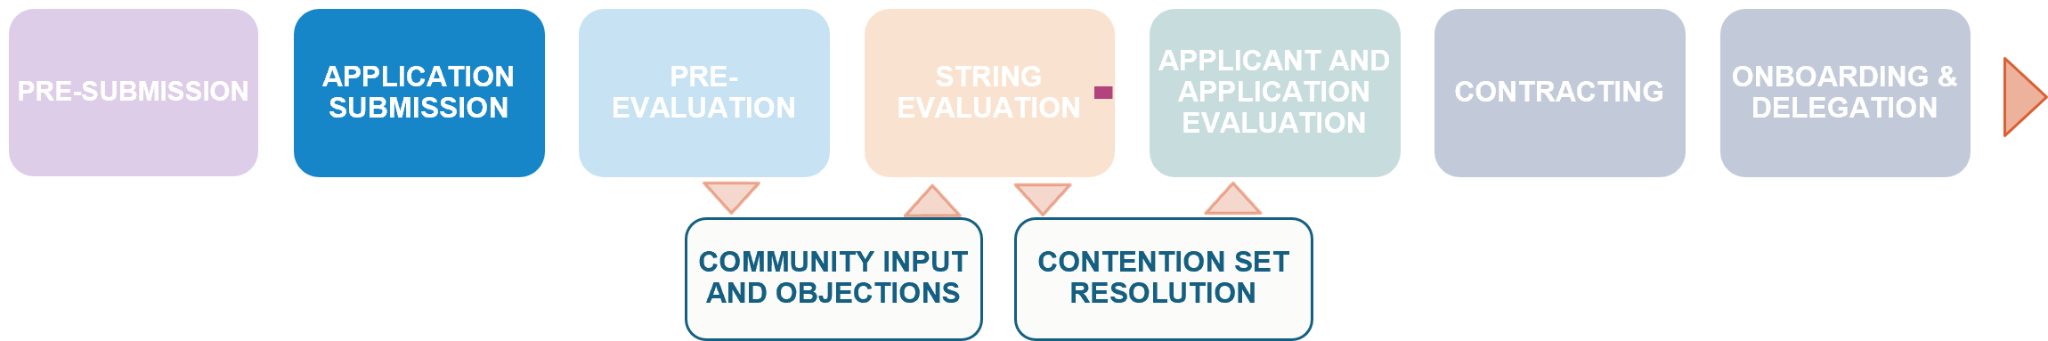 PRE-SUBMISSION
APPLICATION
SUBMISSION
PRE-
EVALUATION
STRING
EVALUATION
APPLICANT AND
APPLICATION
EVALUATION
CONTRACTING
ONBOARDING &
DELEGATION
COMMUNITY INPUT
AND OBJECTIONS
CONTENTION SET
RESOLUTION